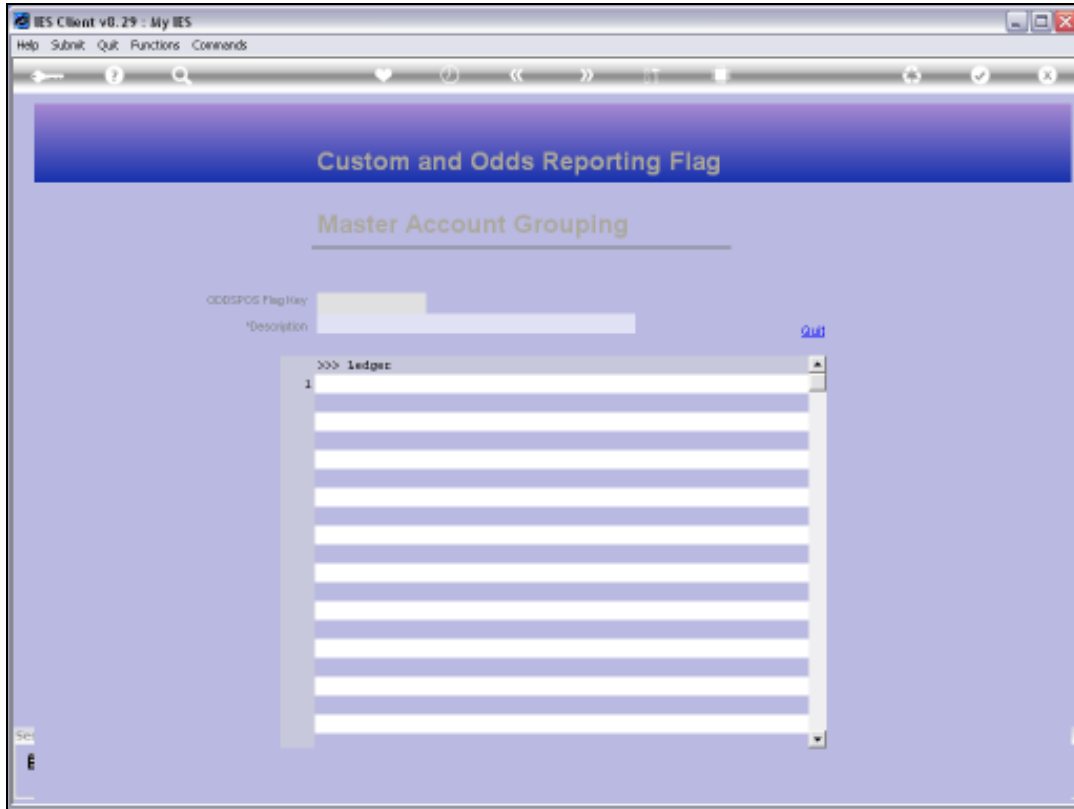 IES Client v8.29 : My IES
Help Submit Quit Functions Commands
Custom and Odds Reporting Flag
Master Account Grouping
ODDSPOS Flag Key
*Description
Quit
>>> ledger
1